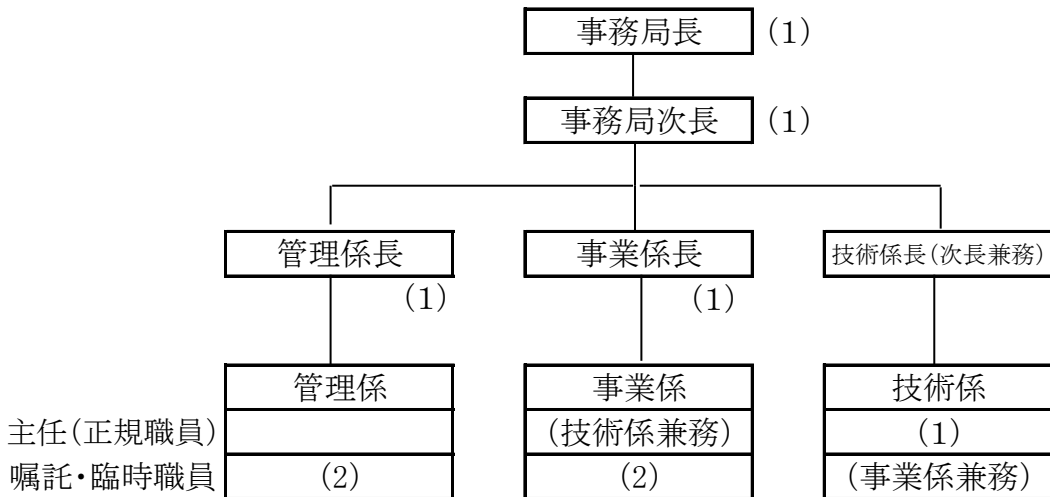 事務局長 (1)
事務局次長 (1)
管理係長 事業係長 技術係長(次長兼務)
(1) (1)
管理係 事業係 技術係
主任(正規職員) (技術係兼務) (1)
嘱託・臨時職員 (2) (2) (事業係兼務)